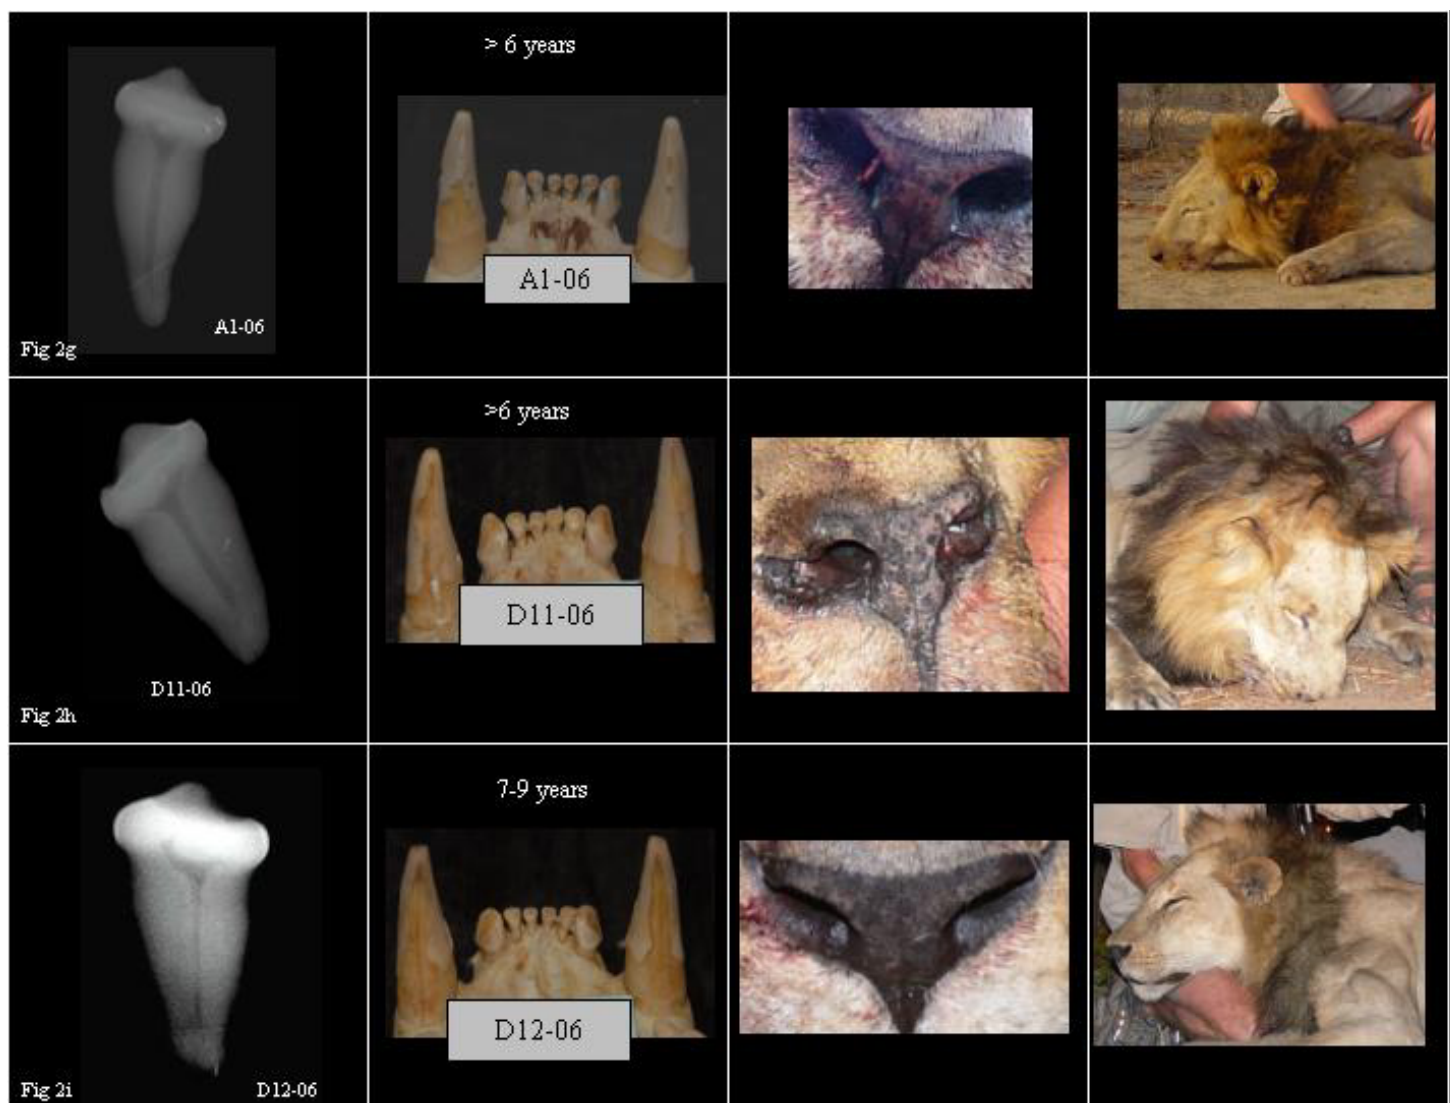 > 6 years
A1-06
A1-06
Fig 2g
>6 years
D11-06
D11-06
Fig 2h
7-9 years
D12-06
Fig 2i
D12-06